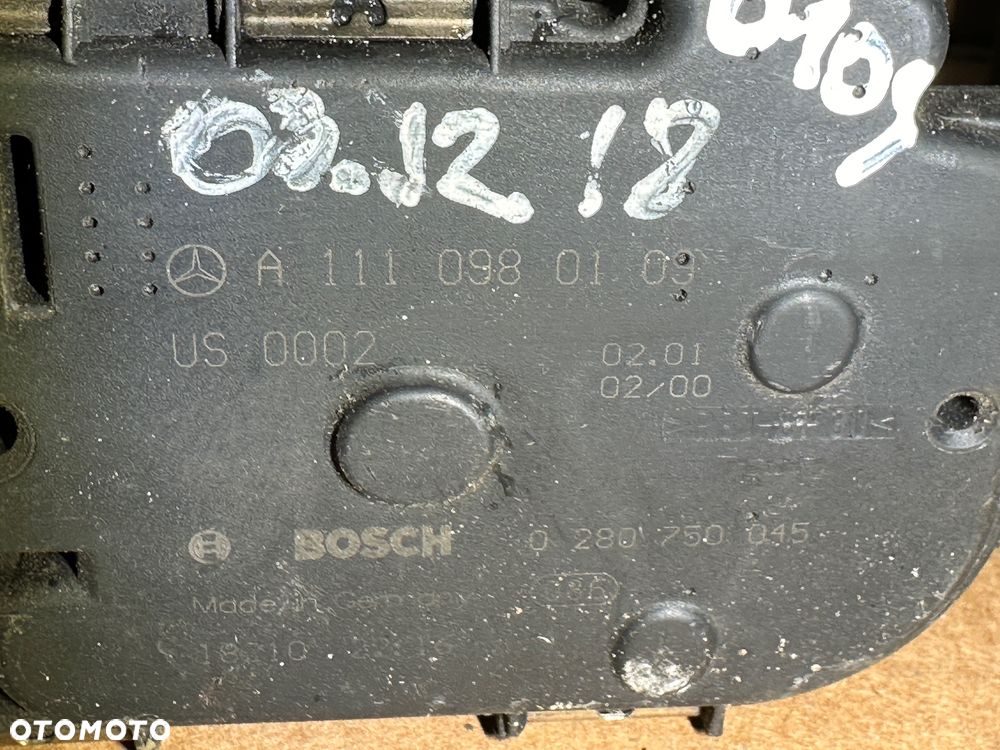 0109
03.12.18
A 111 098 01 09
US 0002
02.01
02/00
BOSCH 0 280 750 045
Made in Germany
OTOMOTO